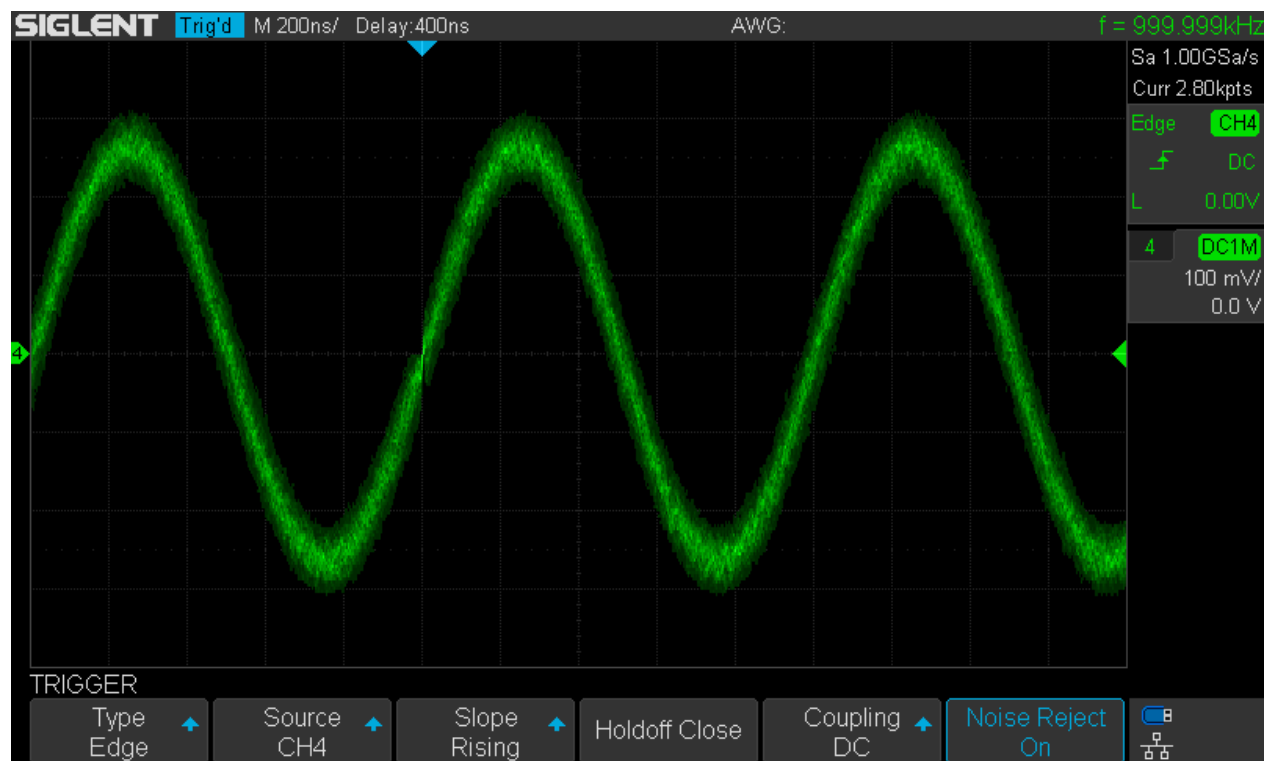 SIGLENT Trig'd M 200ns/ Delay:400ns AWG: f = 999.999kHz
Sa 1.00GSa/s
Curr 2.80kpts
Edge CH4
DC
L 0.00V
4 DC1M
100 mV/
0.0 V
4
TRIGGER
Type
Edge
Source
CH4
Slope
Rising
Holdoff Close
Coupling
DC
Noise Reject
On